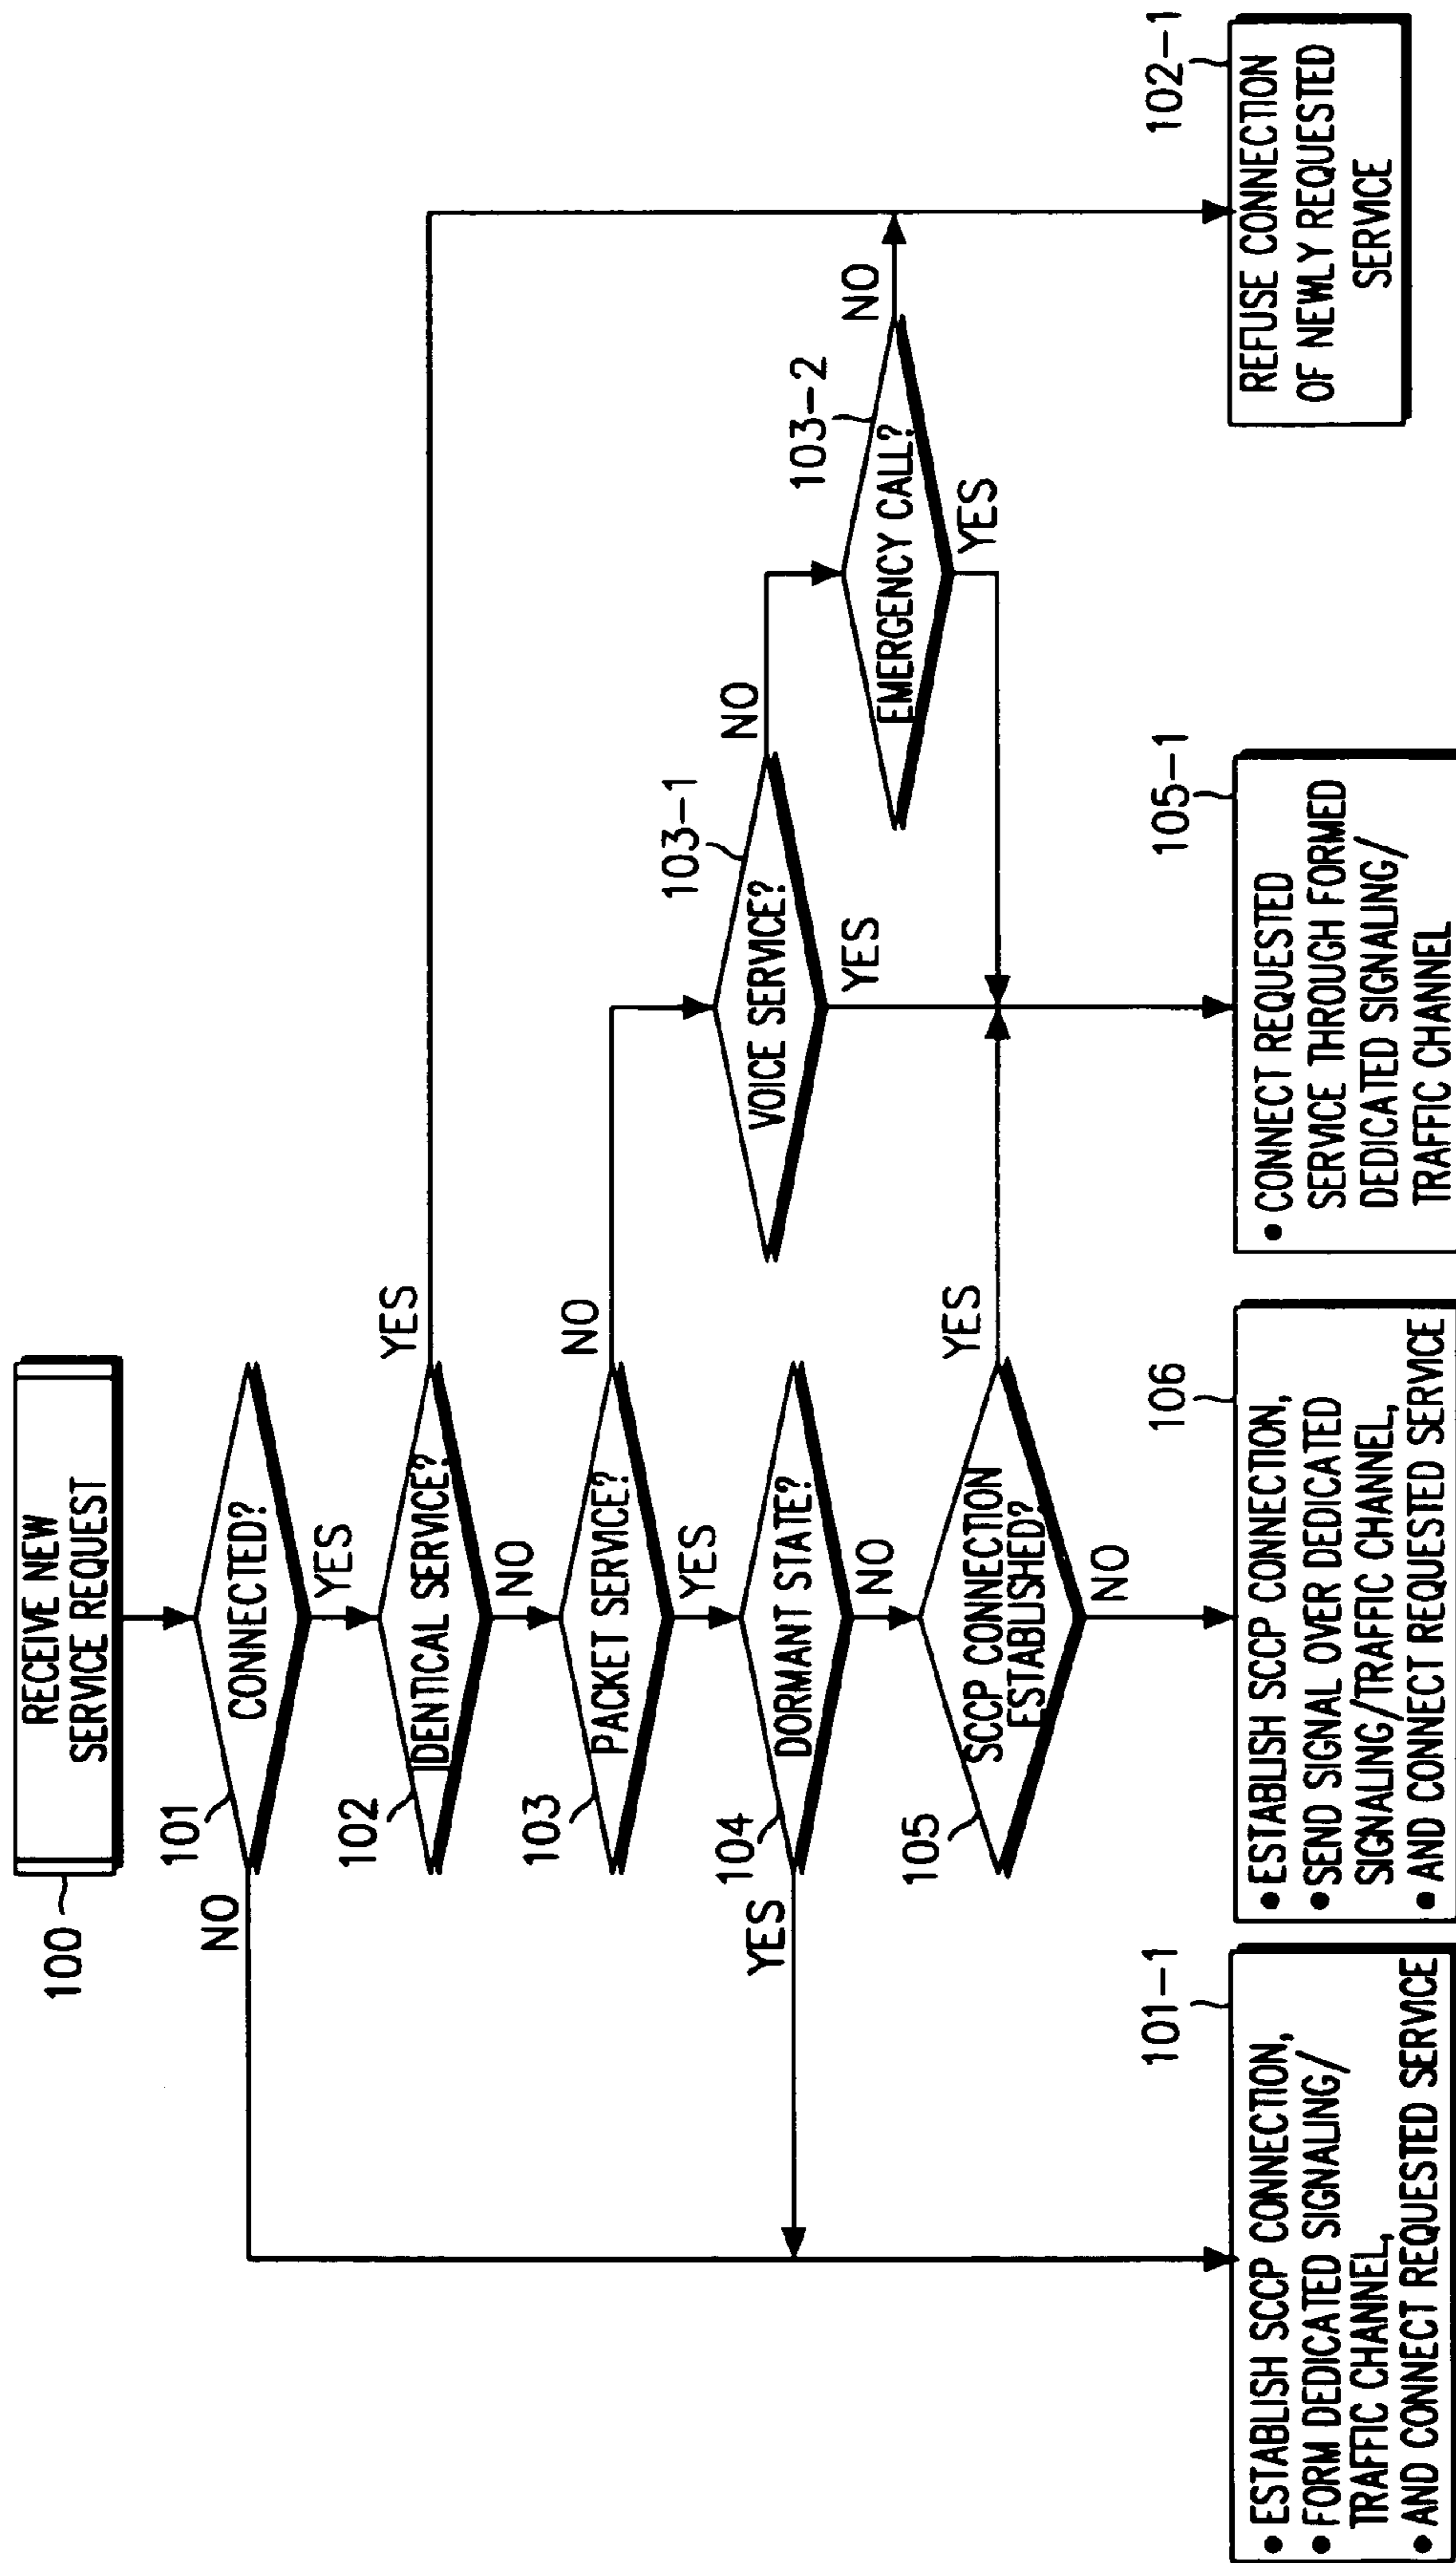 100
RECEIVE NEW
SERVICE REQUEST
101
CONNECTED?
NO
YES
102
IDENTICAL SERVICE?
YES
NO
103
PACKET SERVICE?
NO
YES
103-1
VOICE SERVICE?
NO
YES
104
DORMANT STATE?
YES
NO
103-2
EMERGENCY CALL?
NO
YES
105
SCCP CONNECTION
ESTABLISHED?
YES
NO
101-1
• ESTABLISH SCCP CONNECTION,
• FORM DEDICATED SIGNALING/
TRAFFIC CHANNEL,
• AND CONNECT REQUESTED SERVICE
106
• ESTABLISH SCCP CONNECTION,
• SEND SIGNAL OVER DEDICATED
SIGNALING/TRAFFIC CHANNEL,
• AND CONNECT REQUESTED SERVICE
105-1
• CONNECT REQUESTED
SERVICE THROUGH FORMED
DEDICATED SIGNALING/
TRAFFIC CHANNEL
102-1
REFUSE CONNECTION
OF NEWLY REQUESTED
SERVICE